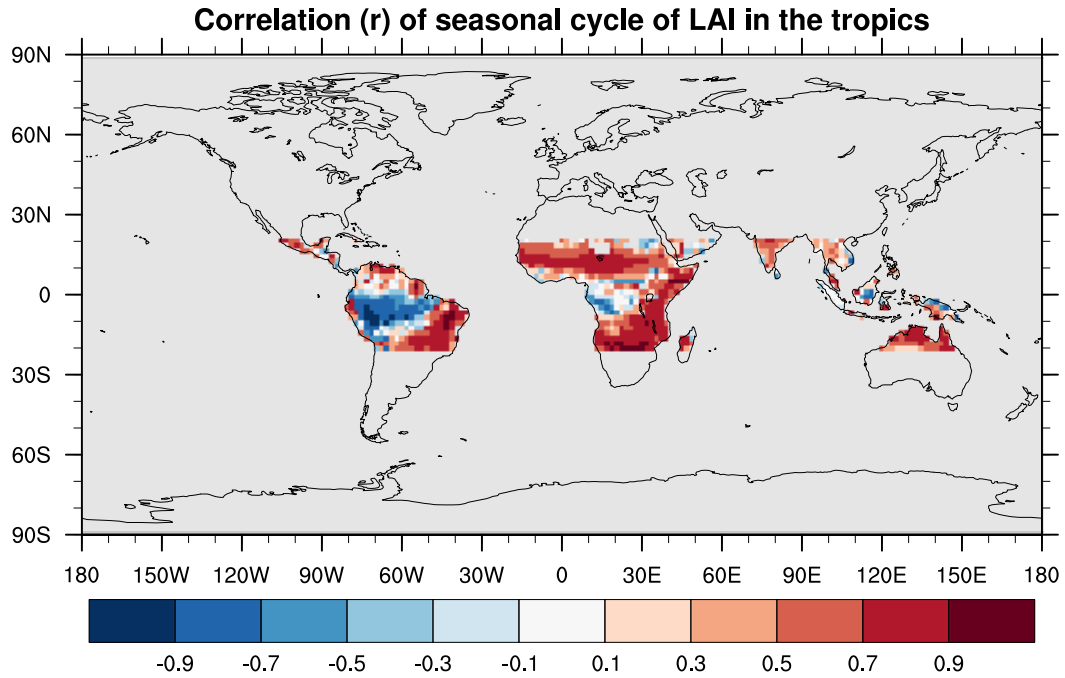 Correlation (r) of seasonal cycle of LAI in the tropics
90N
60N
30N
0
30S
60S
90S
180 150W 120W 90W 60W 30W 0 30E 60E 90E 120E 150E 180
-0.9 -0.7 -0.5 -0.3 -0.1 0.1 0.3 0.5 0.7 0.9